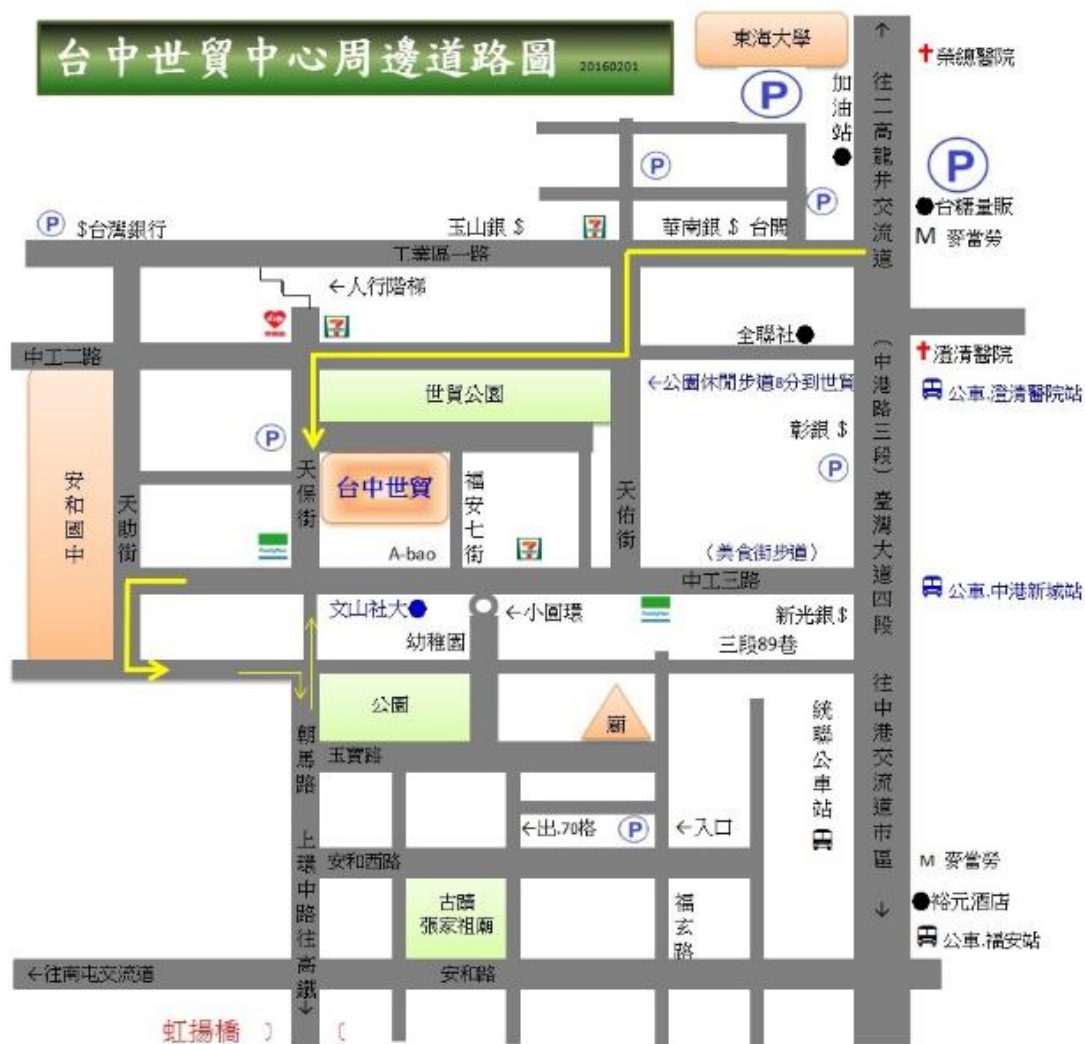 台中世貿中心周邊道路圖 20160201
東海大學
榮總醫院
加油站
往二高龍井交流道
P
P
台糖量販
M 麥當勞
P
P
P
$台灣銀行
玉山銀 $
7
華南銀 $ 台開
工業區一路
←人行階梯
7
全聯社
中工二路
澄清醫院
世貿公園
←公園休閒步道8分到世貿
公車.澄清醫院站
(中港路三段)臺灣大道四段
彰銀 $
P
P
安和國中
天助街
天保街
台中世貿
福安七街
天佑街
FamilyMart
A-bao
7
(美食街步道)
中工三路
公車.中港新城站
文山社大
←小圓環
FamilyMart
新光銀 $
幼稚園
三段89巷
公園
廟
朝馬路
玉寶路
統聯公車站
往中港交流道市區
←出.70格
P
←入口
上環中路往高鐵
安和西路
M 麥當勞
古蹟
張家祖廟
福玄路
裕元酒店
公車.福安站
←往南屯交流道
安和路
虹揚橋 ) (